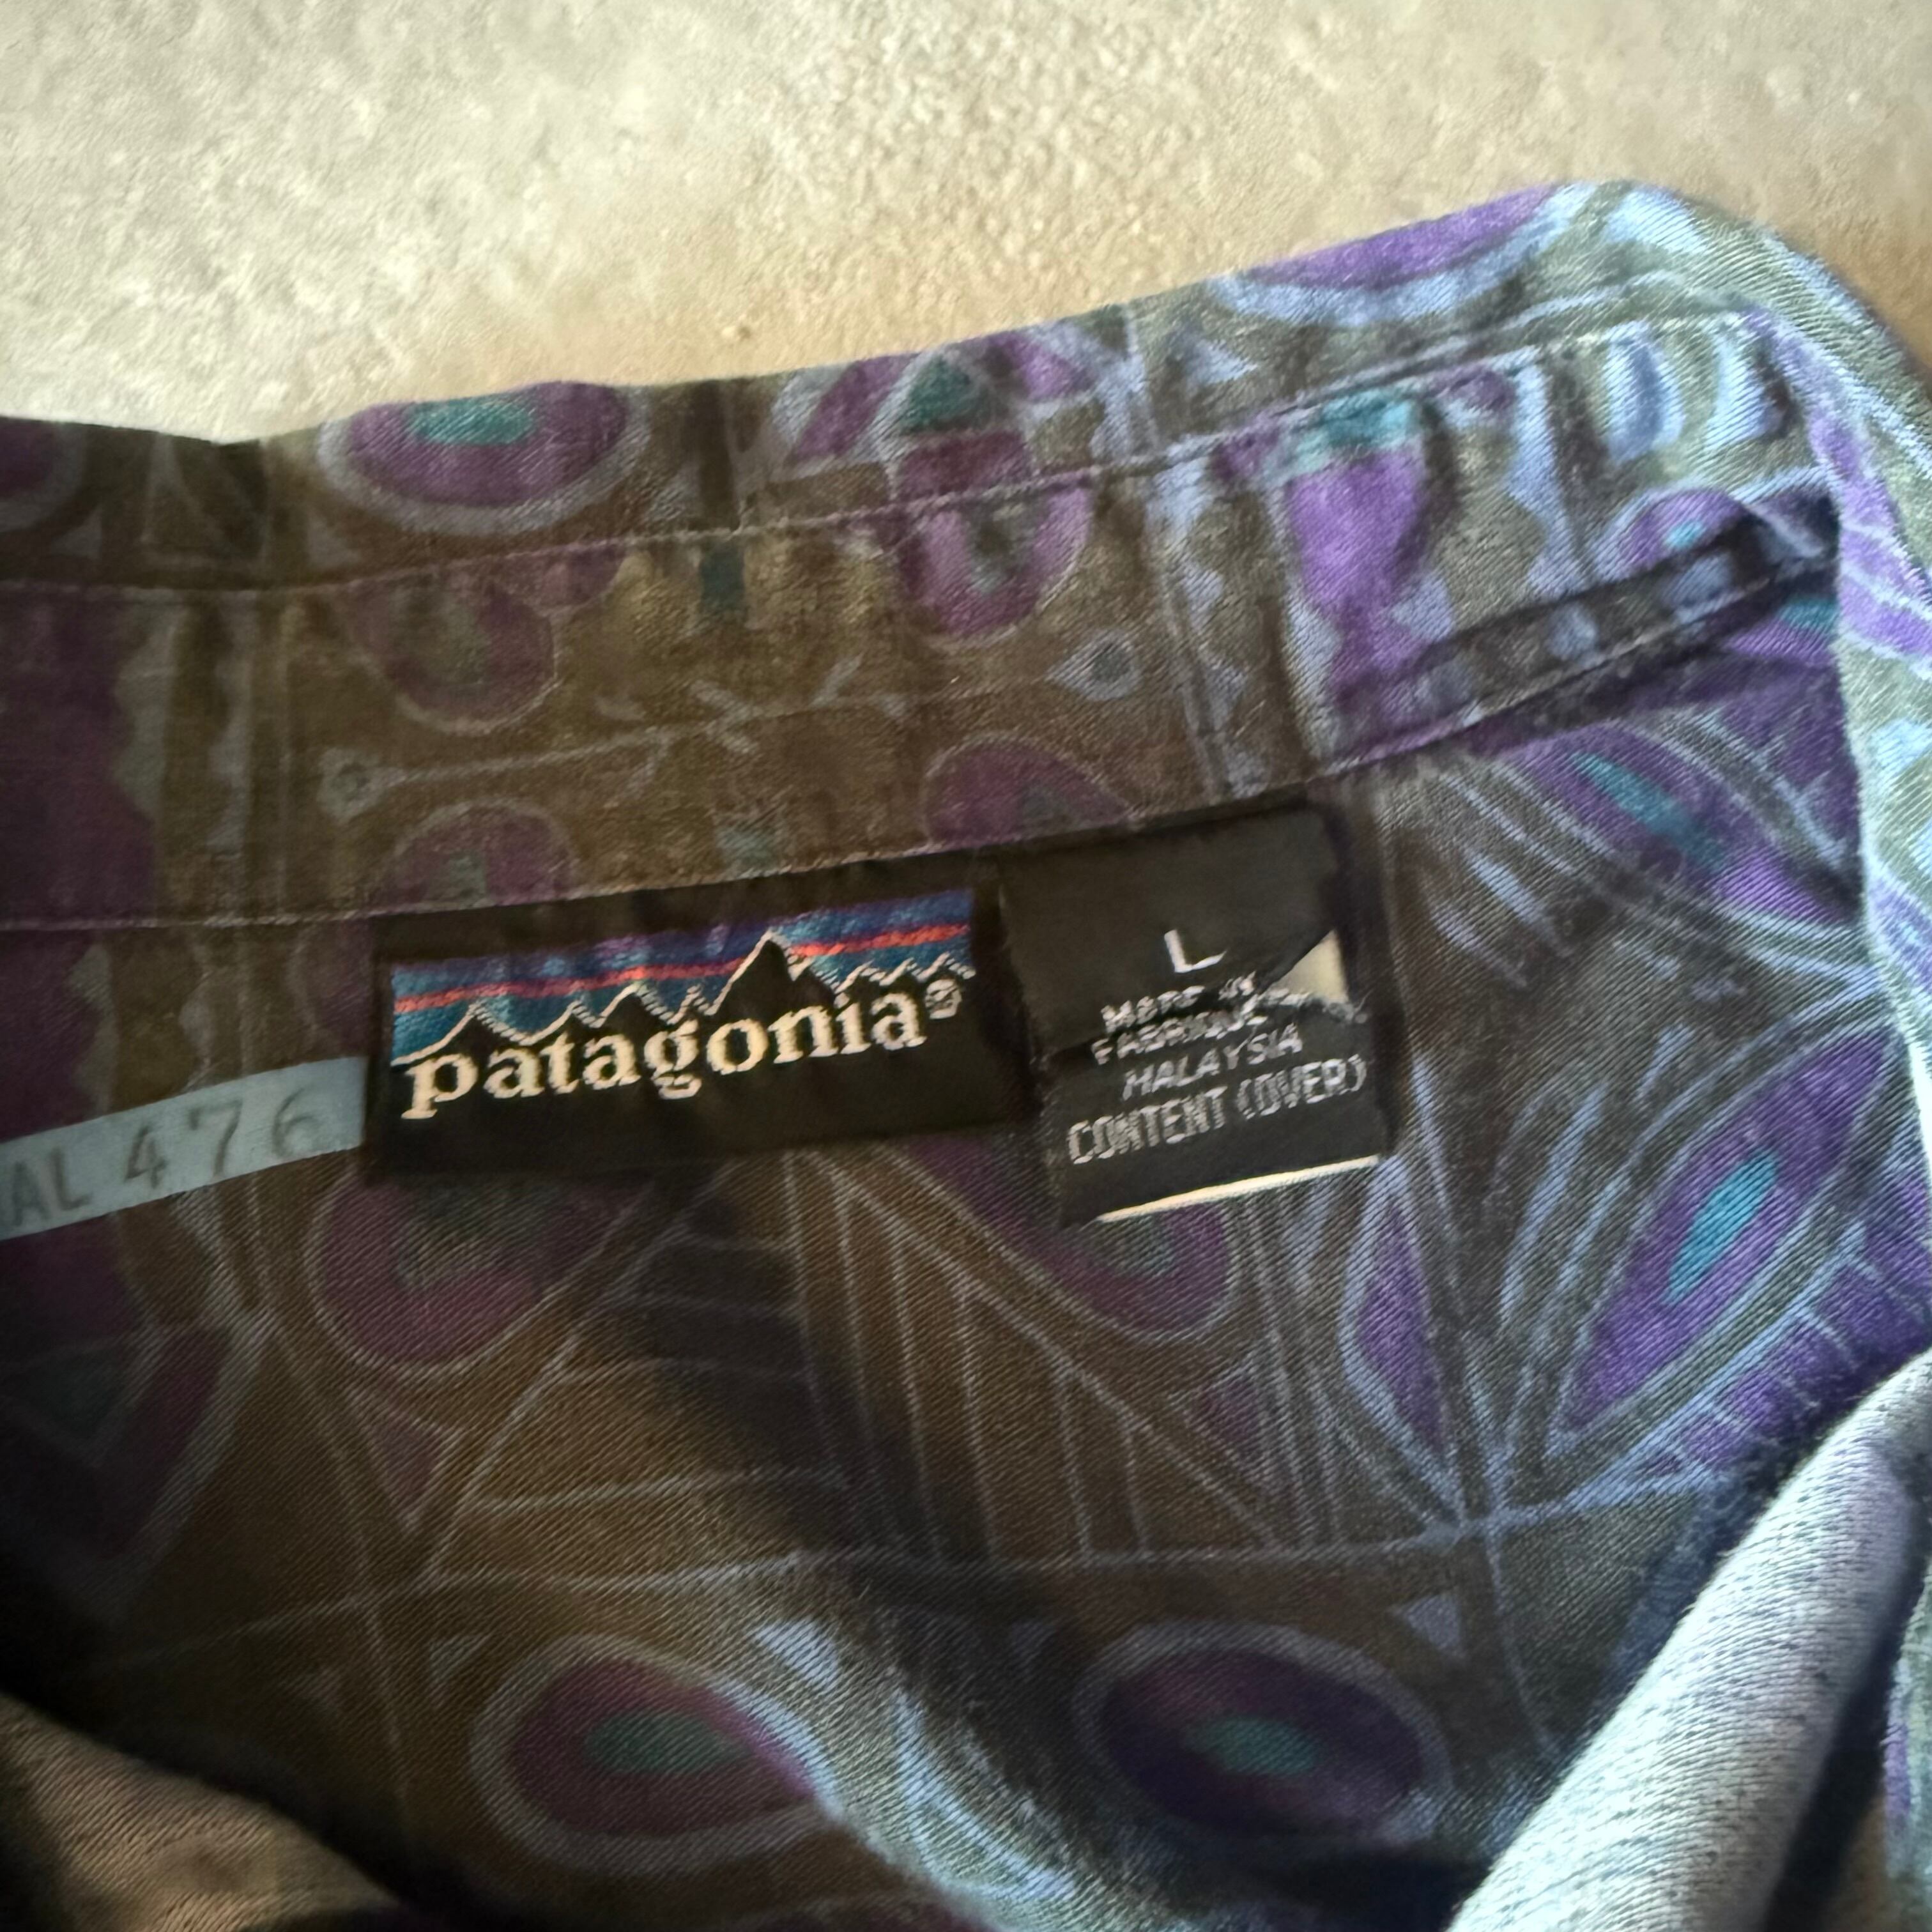 patagonia®
L
MADE IN
FABRIQUE
MALAYSIA
CONTENT (OVER)
AL 476